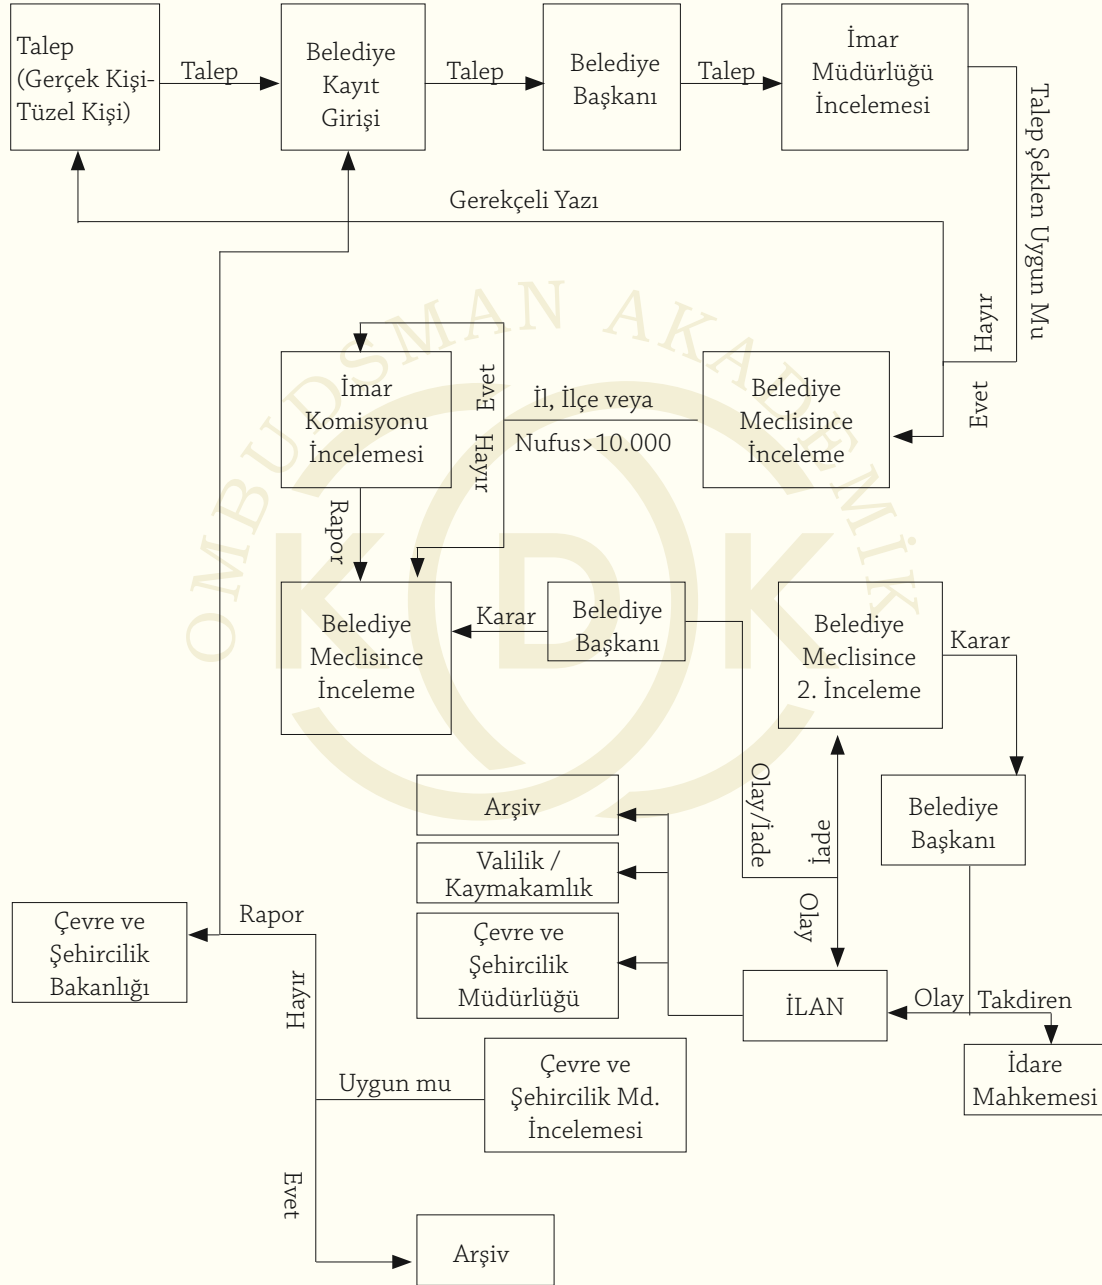 Talep
(Gerçek Kişi-
Tüzel Kişi)
Talep
Belediye
Kayıt
Girişi
Talep
Belediye
Başkanı
Talep
İmar
Müdürlüğü
İncelemesi
Talep Şeklen Uygun Mu
Gerekçeli Yazı
Hayır
Evet
OMBUDSMAN AKADEMİK
KDK
İmar
Komisyonu
İncelemesi
Evet
Hayır
İl, İlçe veya
Nufus>10.000
Belediye
Meclisince
İnceleme
Rapor
Belediye
Meclisince
İnceleme
Karar
Belediye
Başkanı
Belediye
Meclisince
2. İnceleme
Karar
Olay/İade
İade
Olay
Belediye
Başkanı
Arşiv
Valilik /
Kaymakamlık
Çevre ve
Şehircilik
Müdürlüğü
İLAN
Olay
Takdiren
İdare
Mahkemesi
Çevre ve
Şehircilik
Bakanlığı
Rapor
Hayır
Uygun mu
Çevre ve
Şehircilik Md.
İncelemesi
Evet
Arşiv